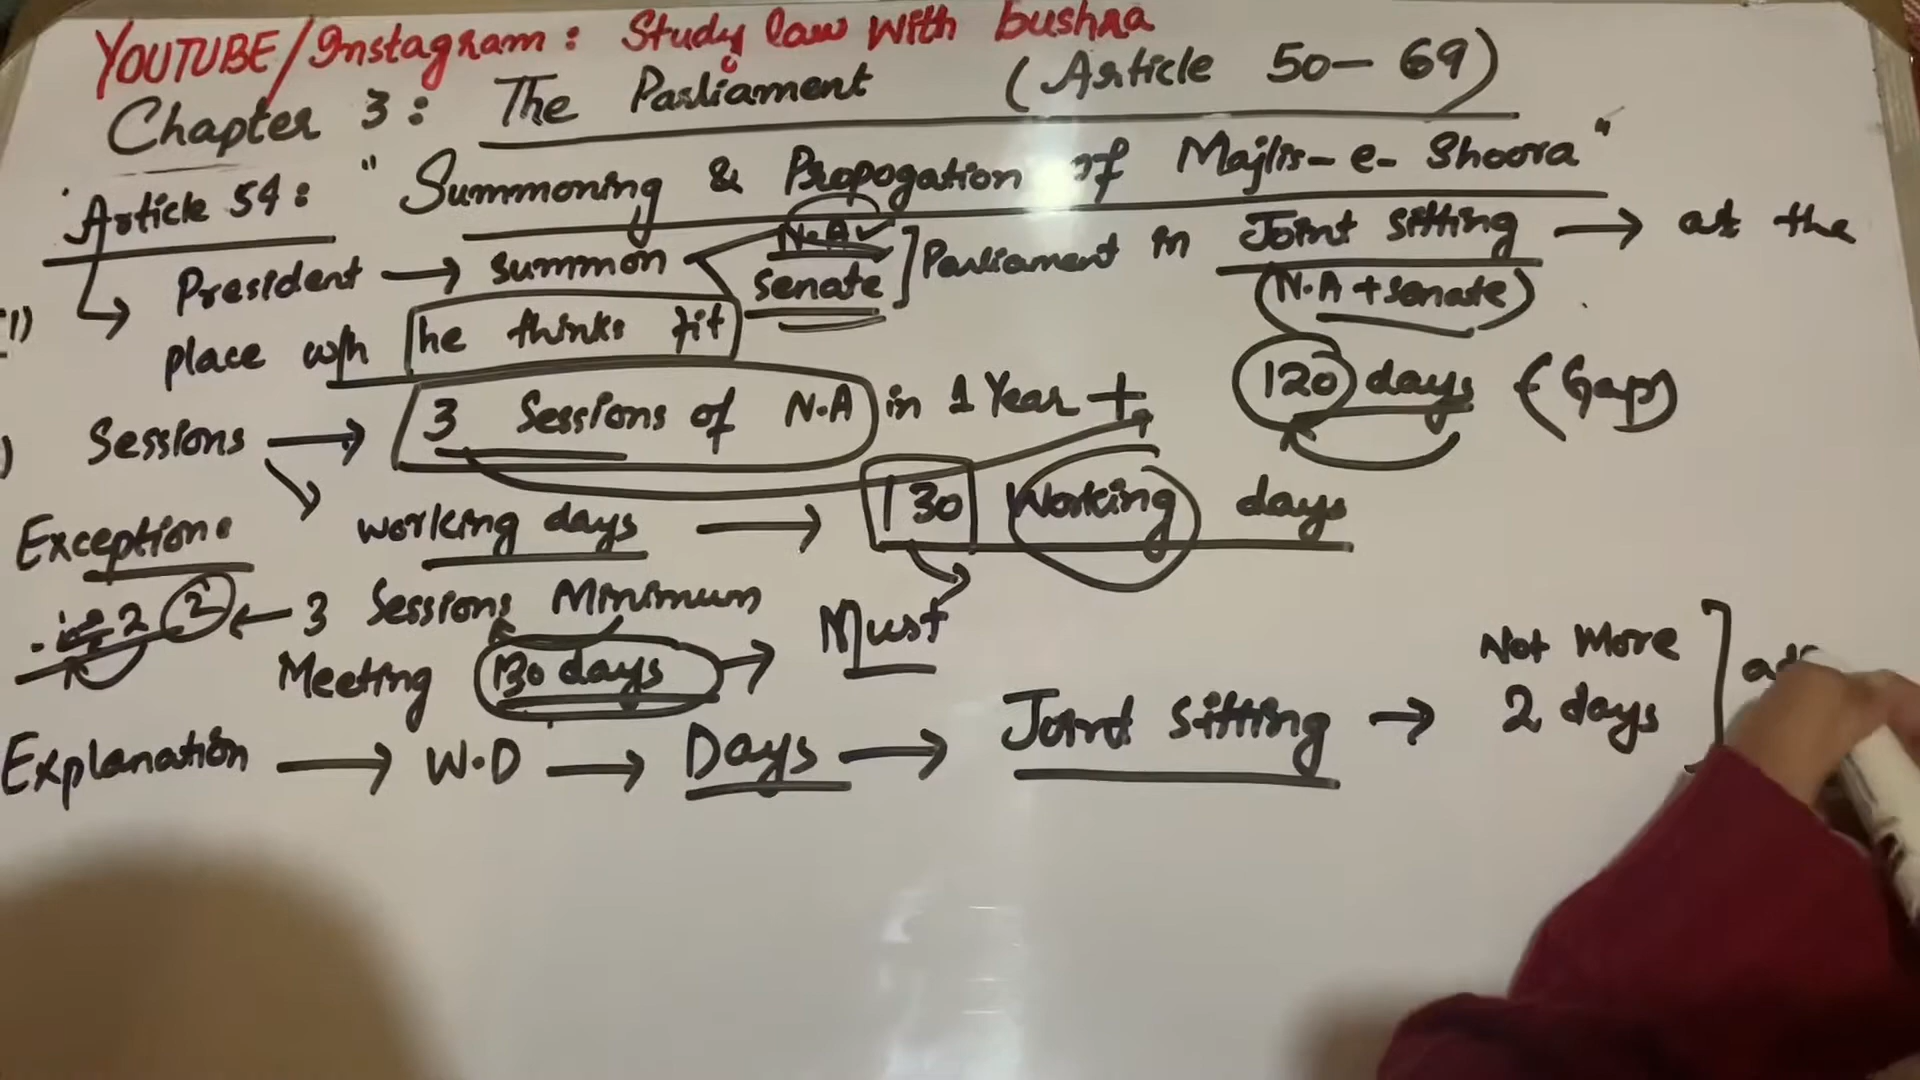 YOUTUBE/Instagram: Study law with bushra
Chapter 3: The Parliament (Article 50-69)
Article 54: "Summoning & Propogation of Majlis-e-Shoora"
1) President → summon N.A ✓ senate ] Parliament in Joint sitting → at the
(N.A + senate)
place w/h he thinks fit
) Sessions → 3 Sessions of N.A in 1 Year + 120 days (Gap)
working days → 130 Working days
Exception:
2 2 ← 3 Sessions Minimum
Meeting 130 days → Must
Not More
2 days
Explanation → W.D → Days → Joint sitting →